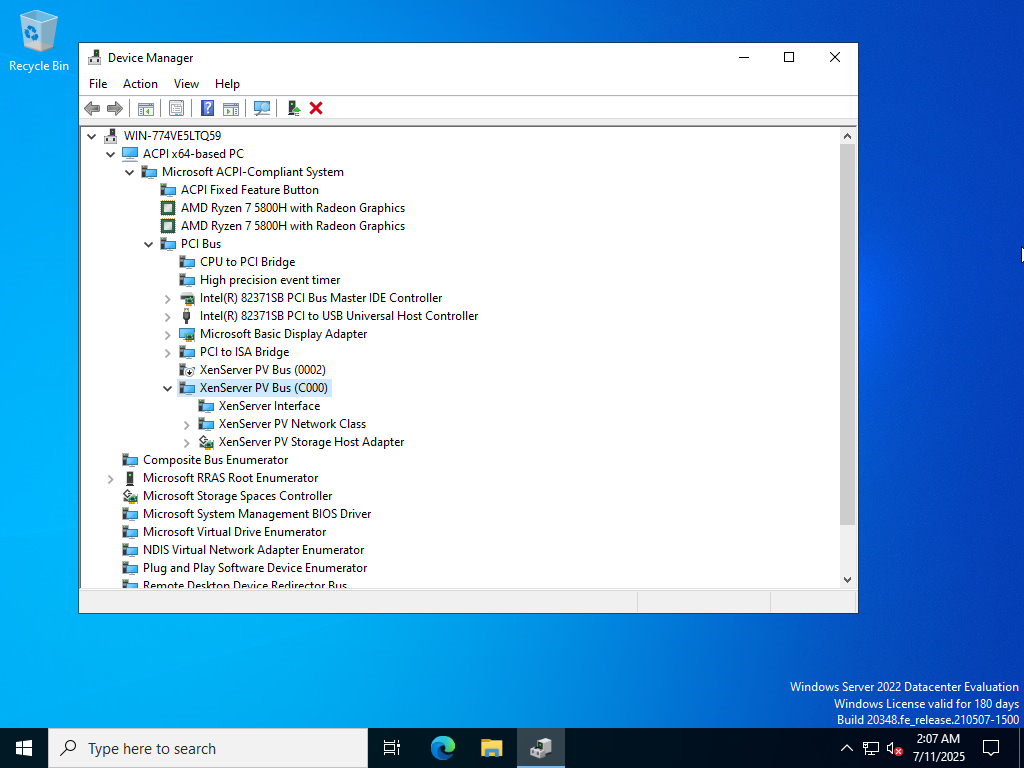 Recycle Bin
Device Manager
File Action View Help
WIN-774VE5LTQ59
ACPI x64-based PC
Microsoft ACPI-Compliant System
ACPI Fixed Feature Button
AMD Ryzen 7 5800H with Radeon Graphics
AMD Ryzen 7 5800H with Radeon Graphics
PCI Bus
CPU to PCI Bridge
High precision event timer
Intel(R) 82371SB PCI Bus Master IDE Controller
Intel(R) 82371SB PCI to USB Universal Host Controller
Microsoft Basic Display Adapter
PCI to ISA Bridge
XenServer PV Bus (0002)
XenServer PV Bus (C000)
XenServer Interface
XenServer PV Network Class
XenServer PV Storage Host Adapter
Composite Bus Enumerator
Microsoft RRAS Root Enumerator
Microsoft Storage Spaces Controller
Microsoft System Management BIOS Driver
Microsoft Virtual Drive Enumerator
NDIS Virtual Network Adapter Enumerator
Plug and Play Software Device Enumerator
Remote Desktop Device Redirector Bus
Windows Server 2022 Datacenter Evaluation
Windows License valid for 180 days
Build 20348.fe_release.210507-1500
Type here to search
2:07 AM
7/11/2025